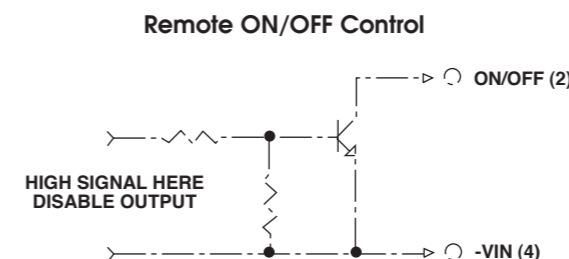 Remote ON/OFF Control
ON/OFF (2)
HIGH SIGNAL HERE
DISABLE OUTPUT
-VIN (4)